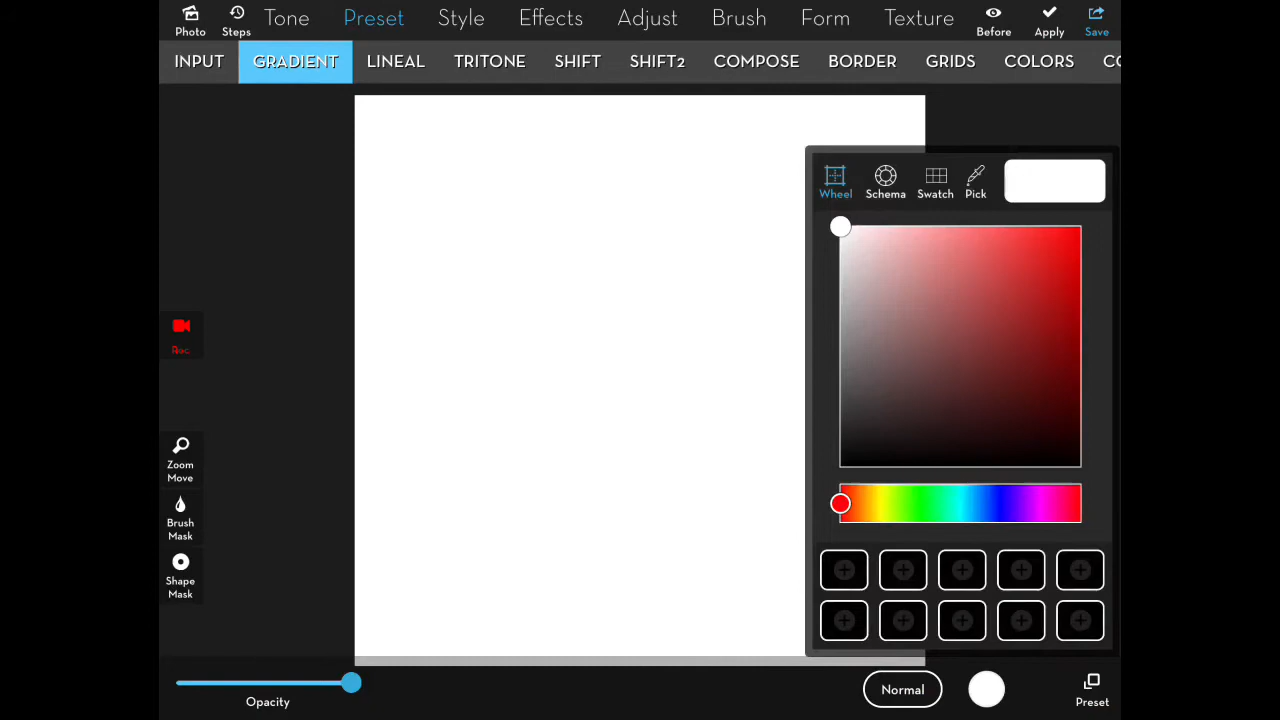 Photo
Steps
Tone
Preset
Style
Effects
Adjust
Brush
Form
Texture
Before
Apply
Save
INPUT
GRADIENT
LINEAL
TRITONE
SHIFT
SHIFT2
COMPOSE
BORDER
GRIDS
COLORS
CO
Wheel
Schema
Swatch
Pick
Rec.
Zoom
Move
Brush
Mask
Shape
Mask
Opacity
Normal
Preset